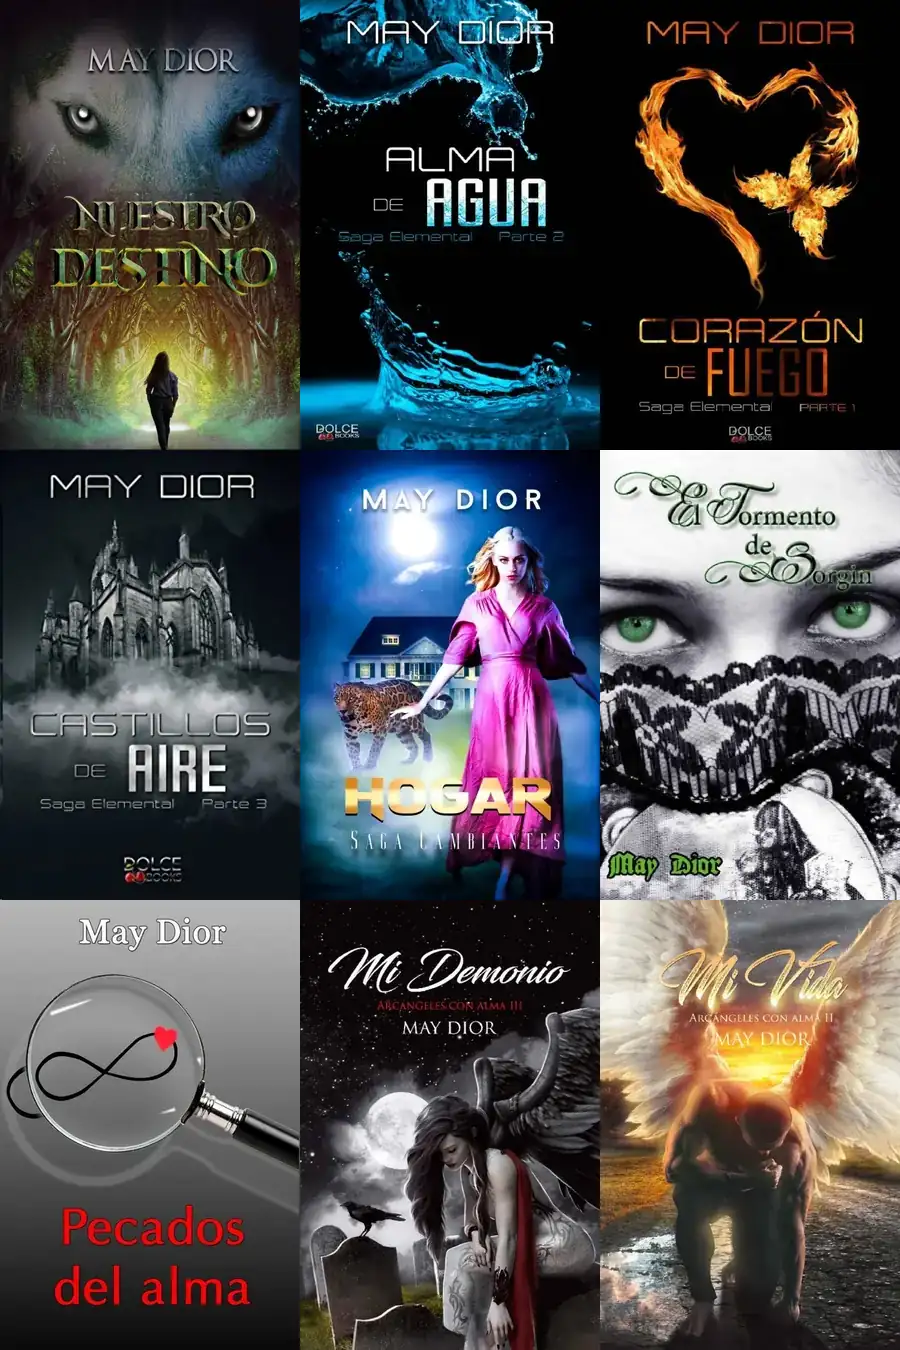 MAY DIOR
NUESTRO
DESTINO
MAY DIOR
ALMA
DE AGUA
Saga Elemental Parte 2
DOLCE
BOOKS
MAY DIOR
CORAZÓN
DE FUEGO
Saga Elemental PARTE 1
DOLCE
BOOKS
MAY DIOR
CASTILLOS
DE AIRE
Saga Elemental Parte 3
DOLCE
BOOKS
MAY DIOR
HOGAR
SAGA CAMBIANTES
El Tormento
de
Sorgin
May Dior
May Dior
Pecados
del alma
Mi Demonio
ARCANGELES CON ALMA III
MAY DIOR
Mi Vida
ARCANGELES CON ALMA II
MAY DIOR